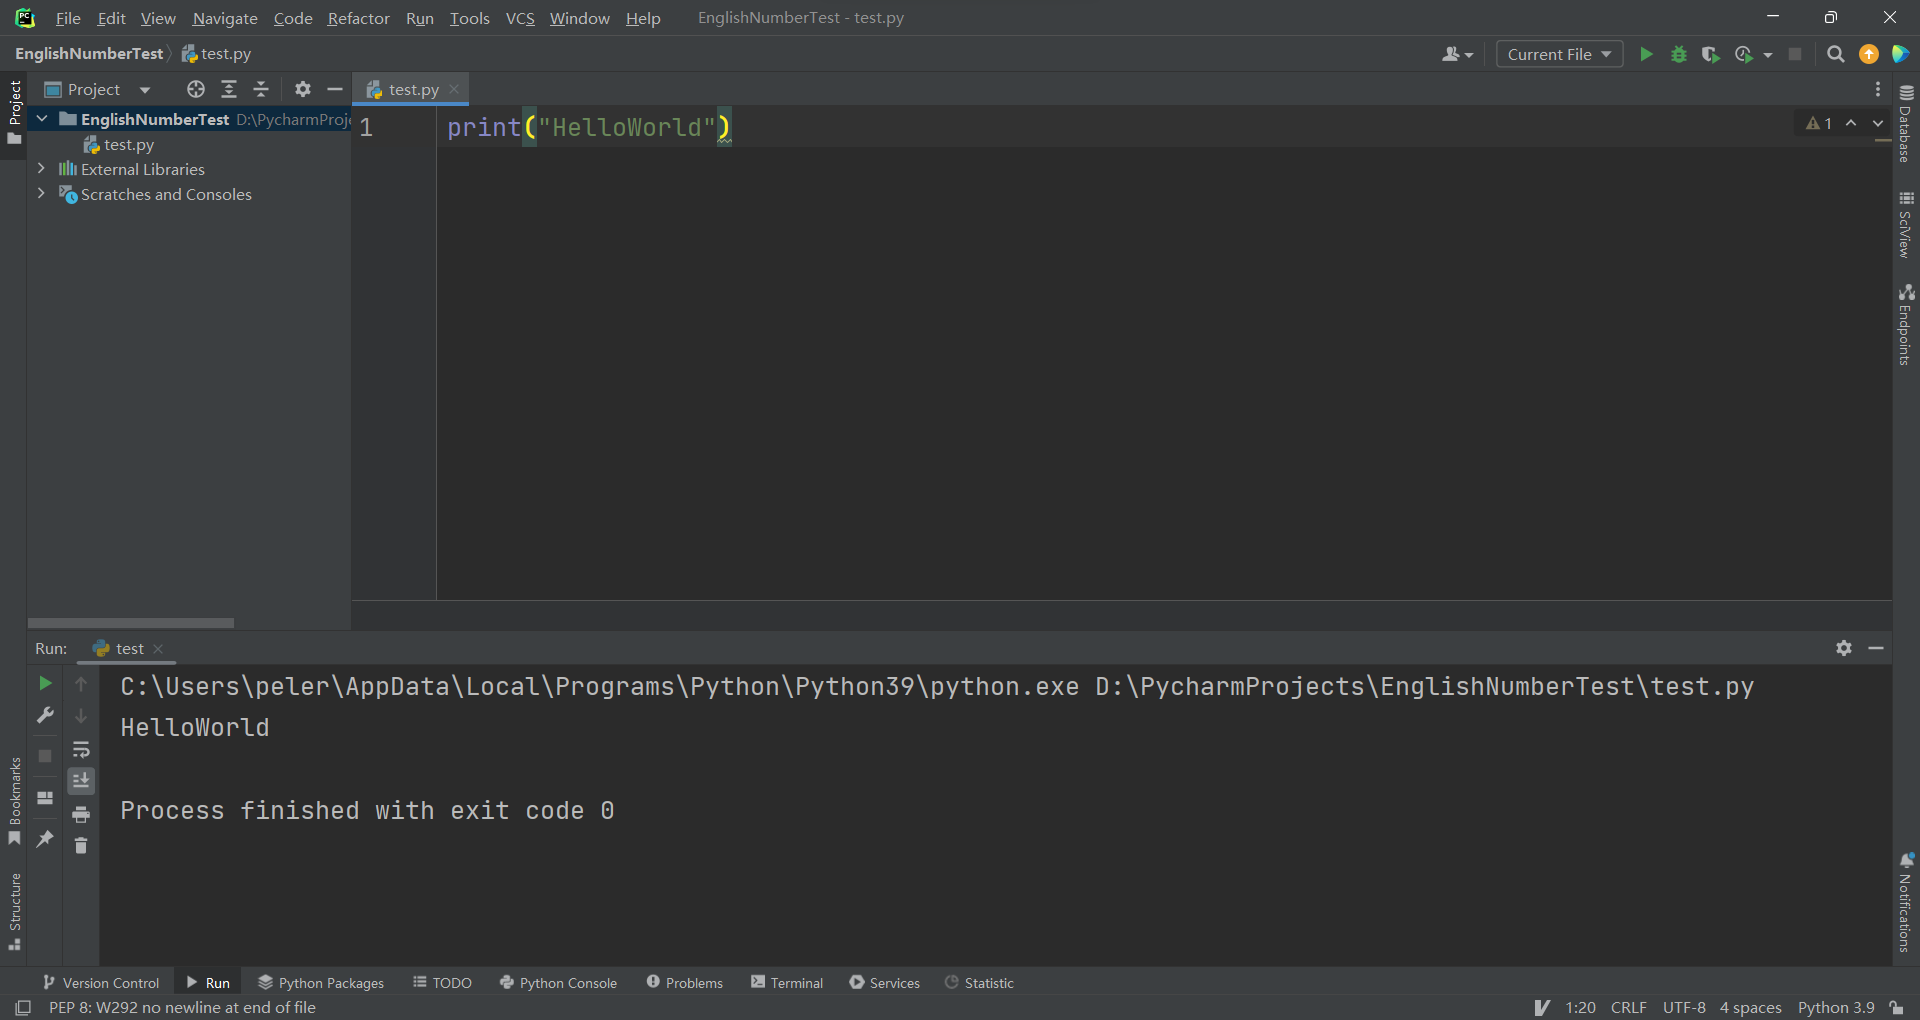 File Edit View Navigate Code Refactor Run Tools VCS Window Help EnglishNumberTest - test.py
EnglishNumberTest test.py Current File
Project test.py
Project
EnglishNumberTest D:\PycharmProje
test.py
External Libraries
Scratches and Consoles
1 print("HelloWorld")
1
Database
SciView
Endpoints
Run: test
C:\Users\peler\AppData\Local\Programs\Python\Python39\python.exe D:\PycharmProjects\EnglishNumberTest\test.py
HelloWorld
Process finished with exit code 0
Bookmarks
Structure
Notifications
Version Control Run Python Packages TODO Python Console Problems Terminal Services Statistic
PEP 8: W292 no newline at end of file 1:20 CRLF UTF-8 4 spaces Python 3.9